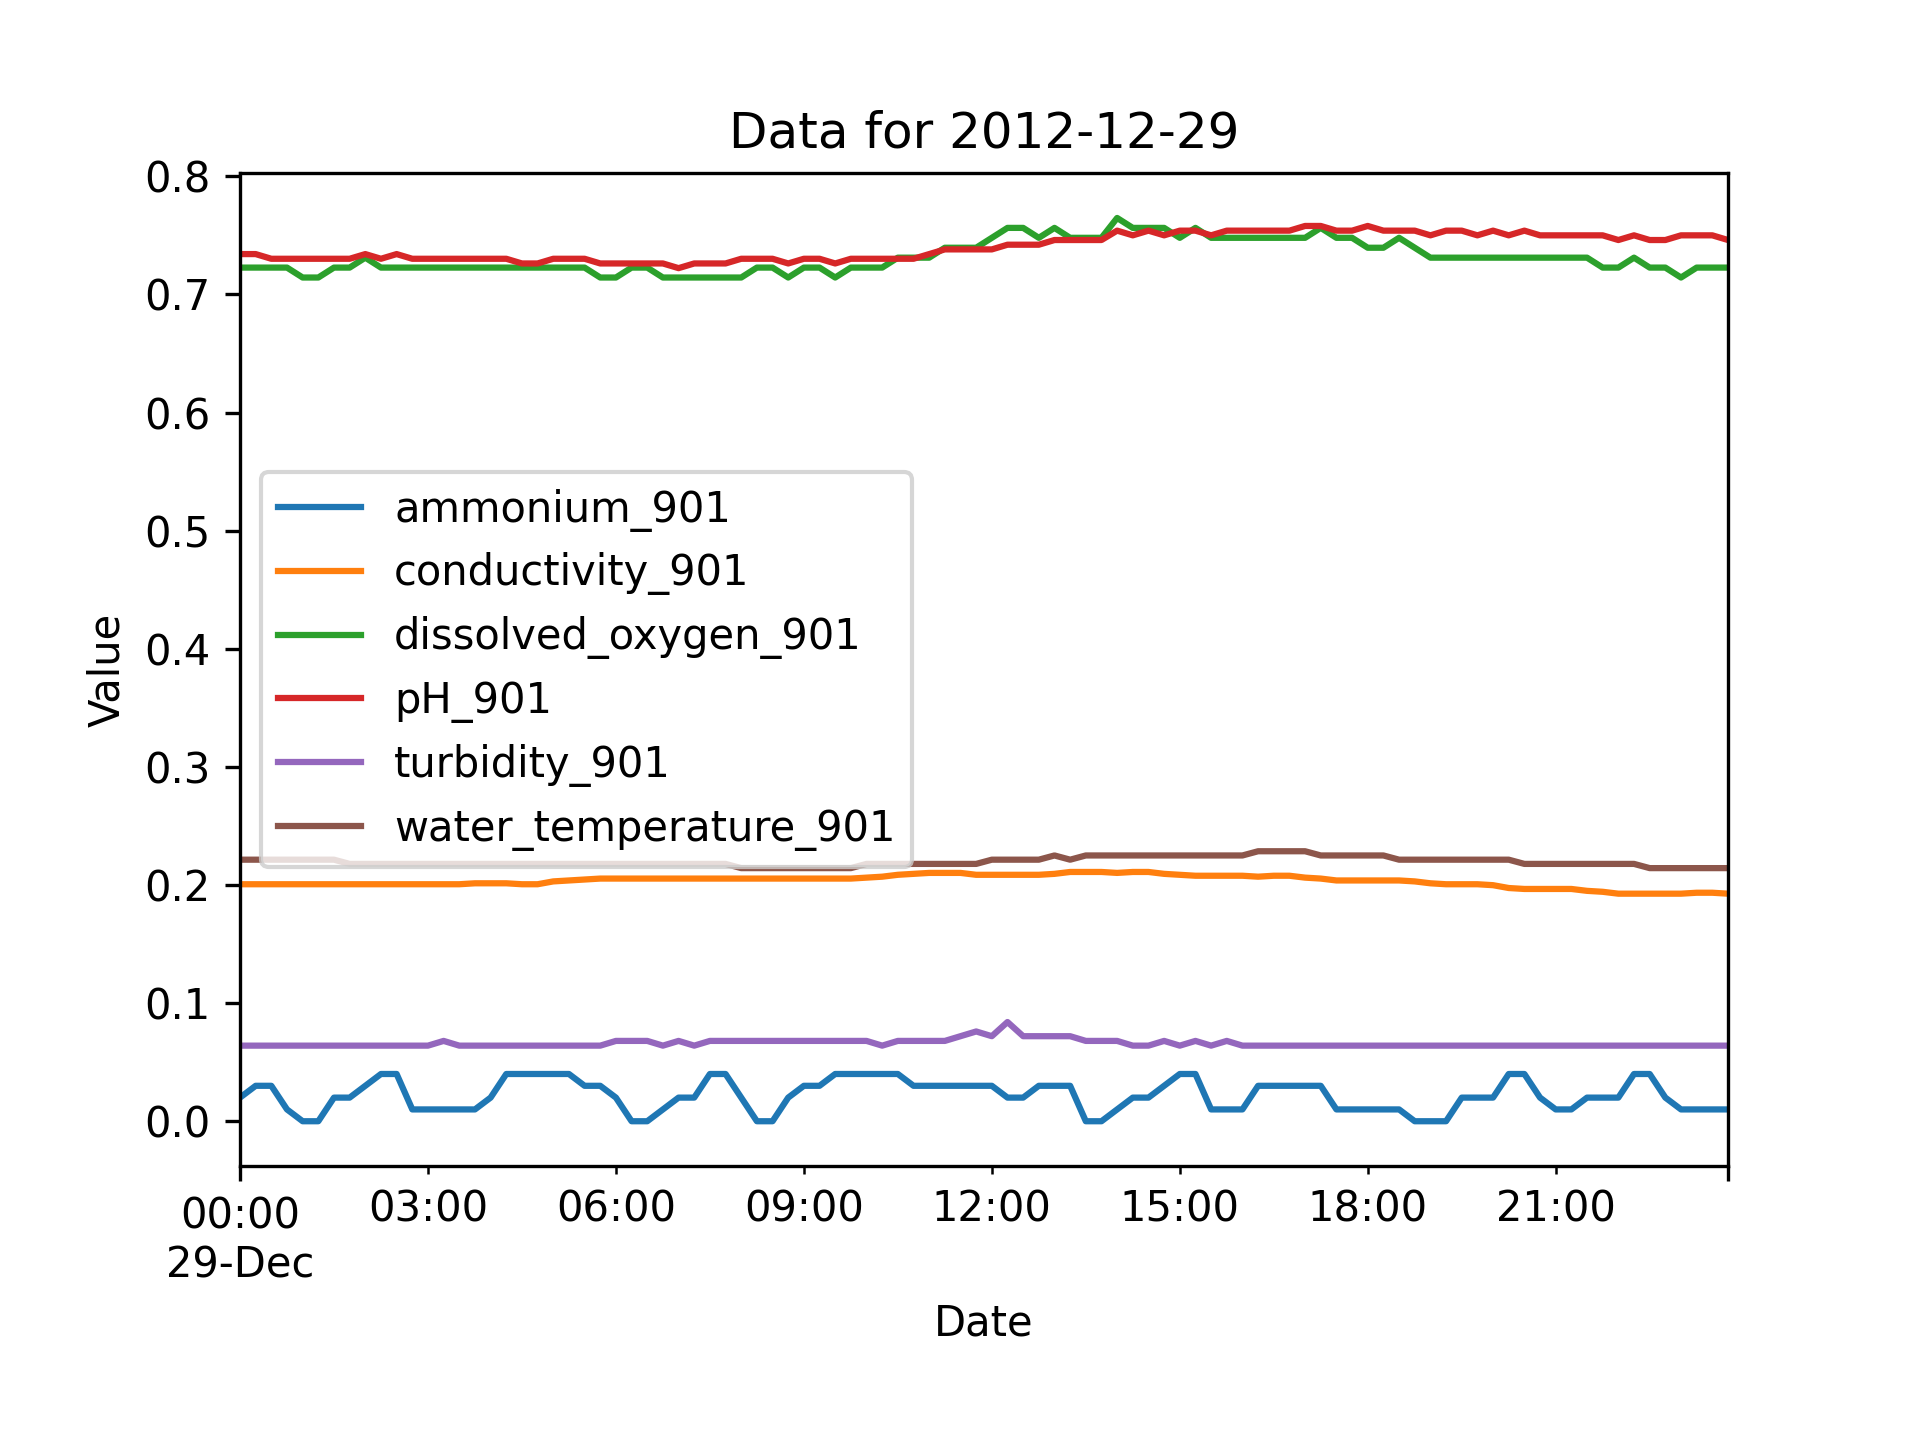 Data for 2012-12-29
0.8
0.7
0.6
0.5
0.4
0.3
0.2
0.1
0.0
Value
ammonium_901
conductivity_901
dissolved_oxygen_901
pH_901
turbidity_901
water_temperature_901
00:00 03:00 06:00 09:00 12:00 15:00 18:00 21:00
29-Dec
Date